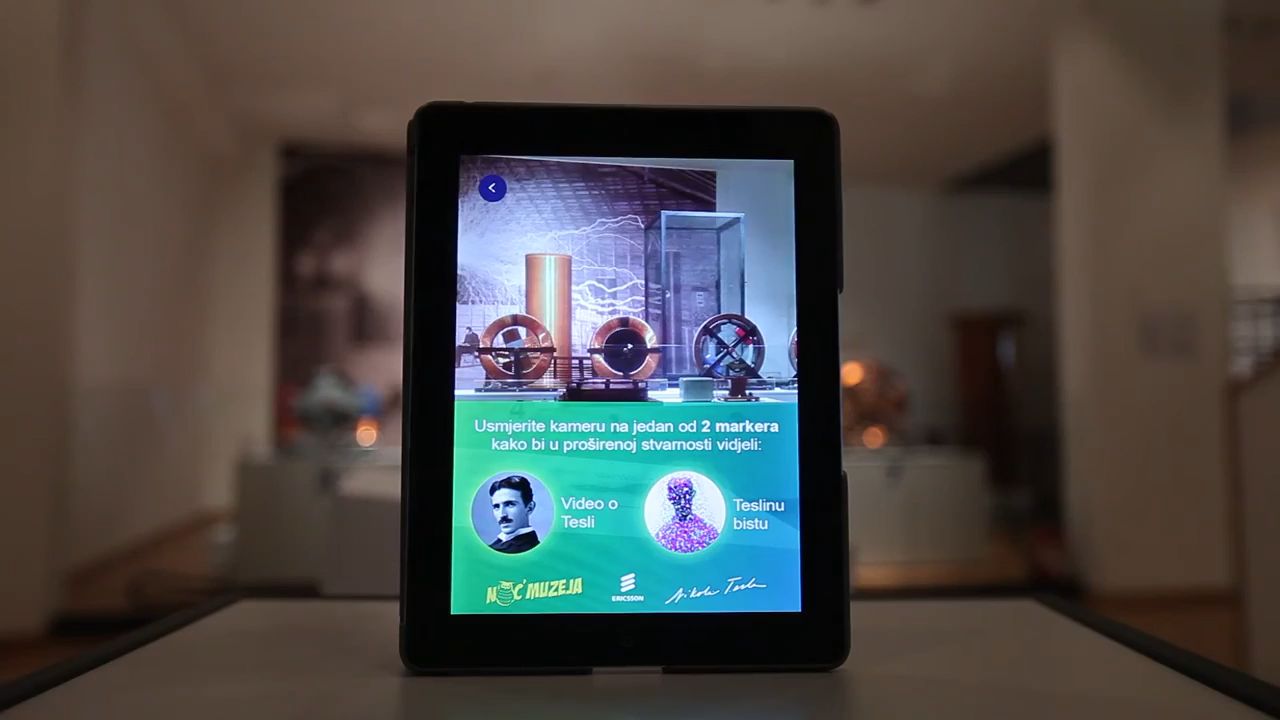 Usmjerite kameru na jedan od 2 markera
kako bi u proširenoj stvarnosti vidjeli:
Video o
Tesli
Teslinu
bistu
NOĆ MUZEJA
ERICSSON
Nikola Tesla